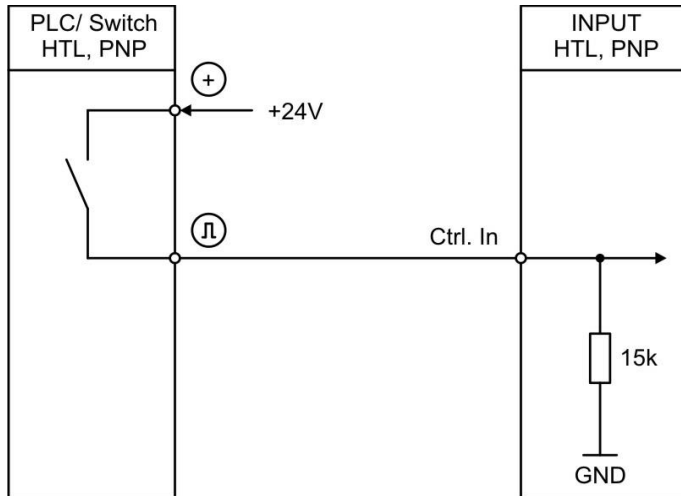 PLC/ Switch
HTL, PNP
INPUT
HTL, PNP
+
+24V
Ctrl. In
15k
GND